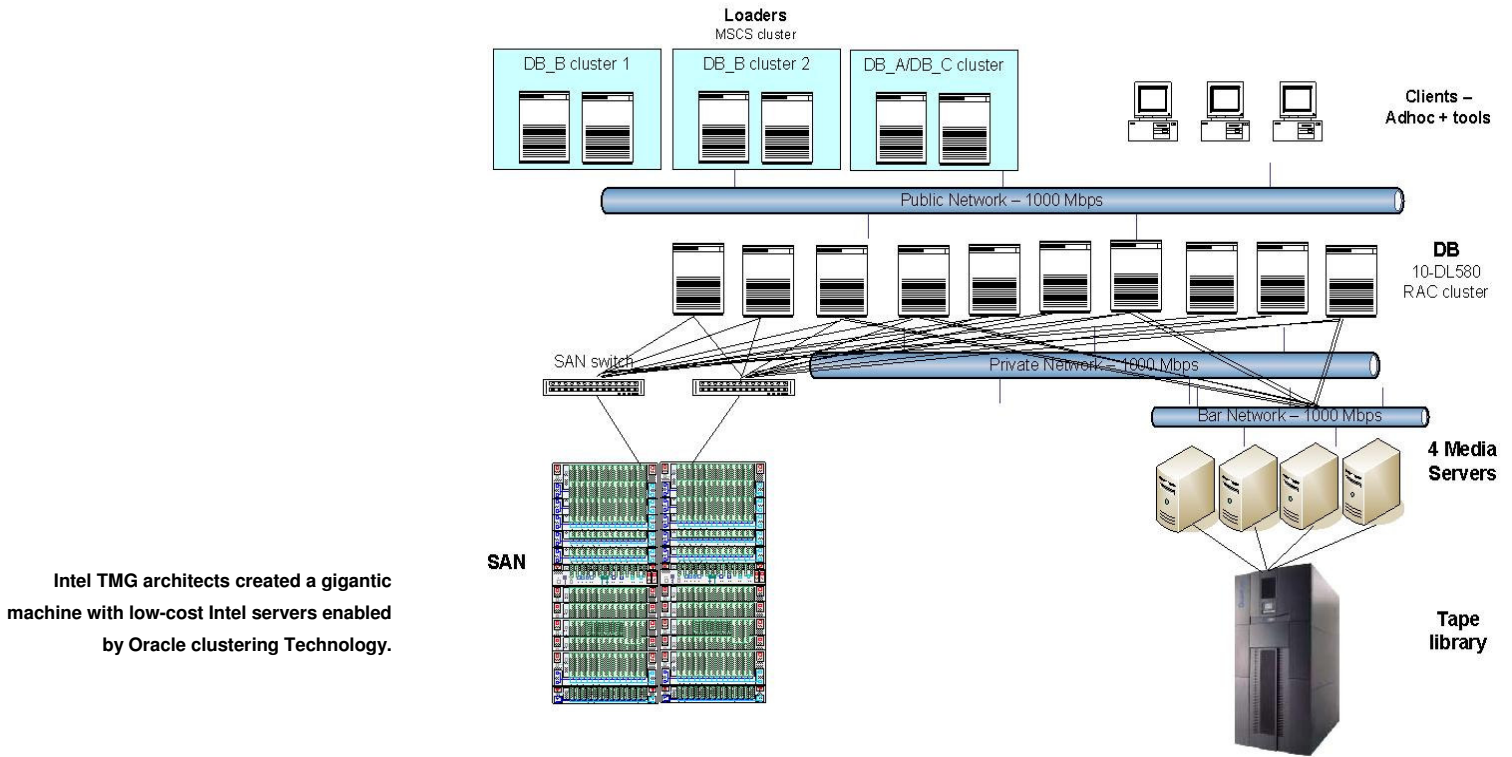 Loaders
MSCS cluster
DB_B cluster 1
DB_B cluster 2
DB_A/DB_C cluster
Clients –
Adhoc + tools
Public Network – 1000 Mbps
DB
10-DL580
RAC cluster
SAN switch
Private Network – 1000 Mbps
Bar Network – 1000 Mbps
4 Media
Servers
SAN
Intel TMG architects created a gigantic
machine with low-cost Intel servers enabled
by Oracle clustering Technology.
Tape
library